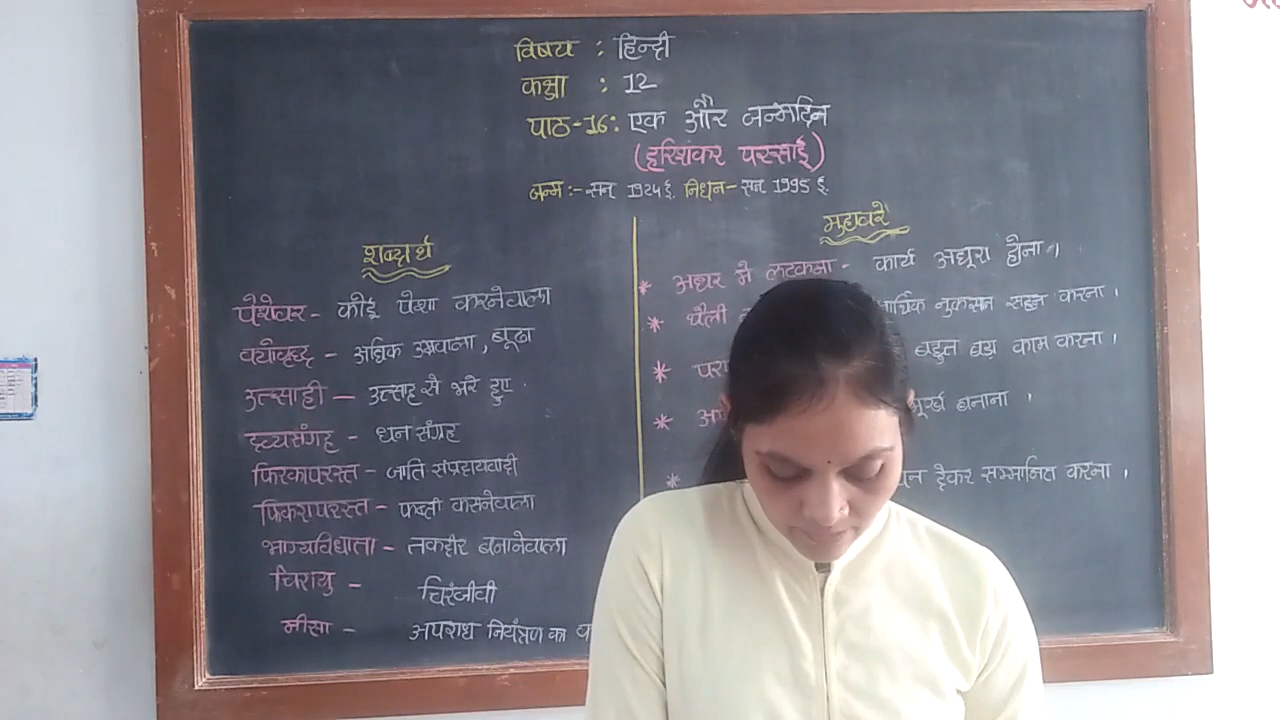 विषय : हिन्दी
कक्षा : 12
पाठ-16: एक और जन्मदिन
(हरिशंकर परसाई)
जन्म :- सन् 1924 ई. निधन - सन् 1995 ई.
शब्दार्थ
पेशेवर - कोई पेशा करनेवाला
वयोवृद्ध - अधिक उम्रवाला, बूढा
उत्साही - उत्साह से भरे हुए
द्रव्यसंग्रह - धन संग्रह
फिरकापरस्त - जाति संप्रदायवादी
फिकरापरस्त - फब्ती कसनेवाला
भाग्यविधाता - तकदीर बनानेवाला
चिरायु - चिरंजीवी
मीसा - अपराध नियंत्रण का
मुहावरे
* अधर मे लटकना - कार्य अधूरा होना ।
* थैली आर्थिक नुकसान सहन करना ।
* बहुत बड़ा काम करना ।
* मूर्ख बनाना ।
* देकर सम्मानित करना ।